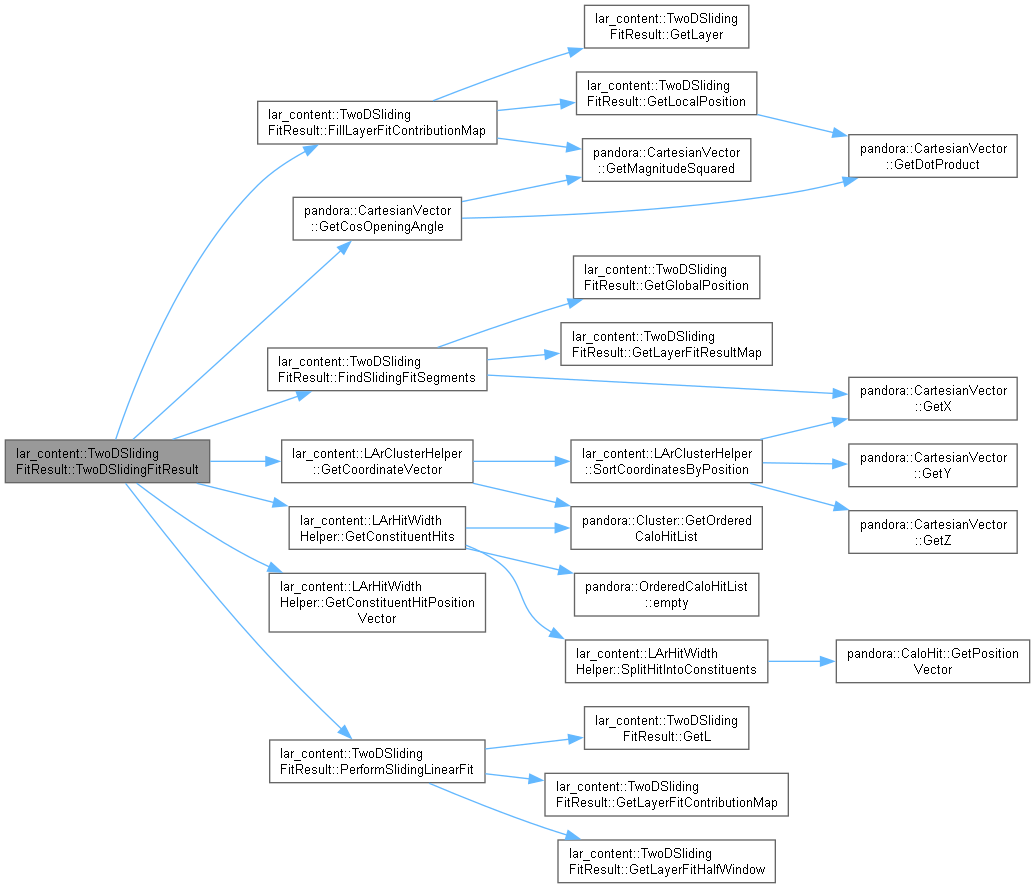 lar_content::TwoDSliding
FitResult::GetLayer
lar_content::TwoDSliding
FitResult::GetLocalPosition
lar_content::TwoDSliding
FitResult::FillLayerFitContributionMap
pandora::CartesianVector
::GetMagnitudeSquared
pandora::CartesianVector
::GetDotProduct
pandora::CartesianVector
::GetCosOpeningAngle
lar_content::TwoDSliding
FitResult::GetGlobalPosition
lar_content::TwoDSliding
FitResult::GetLayerFitResultMap
lar_content::TwoDSliding
FitResult::FindSlidingFitSegments
pandora::CartesianVector
::GetX
lar_content::TwoDSliding
FitResult::TwoDSlidingFitResult
lar_content::LArClusterHelper
::GetCoordinateVector
lar_content::LArClusterHelper
::SortCoordinatesByPosition
pandora::CartesianVector
::GetY
lar_content::LArHitWidth
Helper::GetConstituentHits
pandora::Cluster::GetOrdered
CaloHitList
pandora::CartesianVector
::GetZ
lar_content::LArHitWidth
Helper::GetConstituentHitPosition
Vector
pandora::OrderedCaloHitList
::empty
lar_content::LArHitWidth
Helper::SplitHitIntoConstituents
pandora::CaloHit::GetPosition
Vector
lar_content::TwoDSliding
FitResult::GetL
lar_content::TwoDSliding
FitResult::PerformSlidingLinearFit
lar_content::TwoDSliding
FitResult::GetLayerFitContributionMap
lar_content::TwoDSliding
FitResult::GetLayerFitHalfWindow